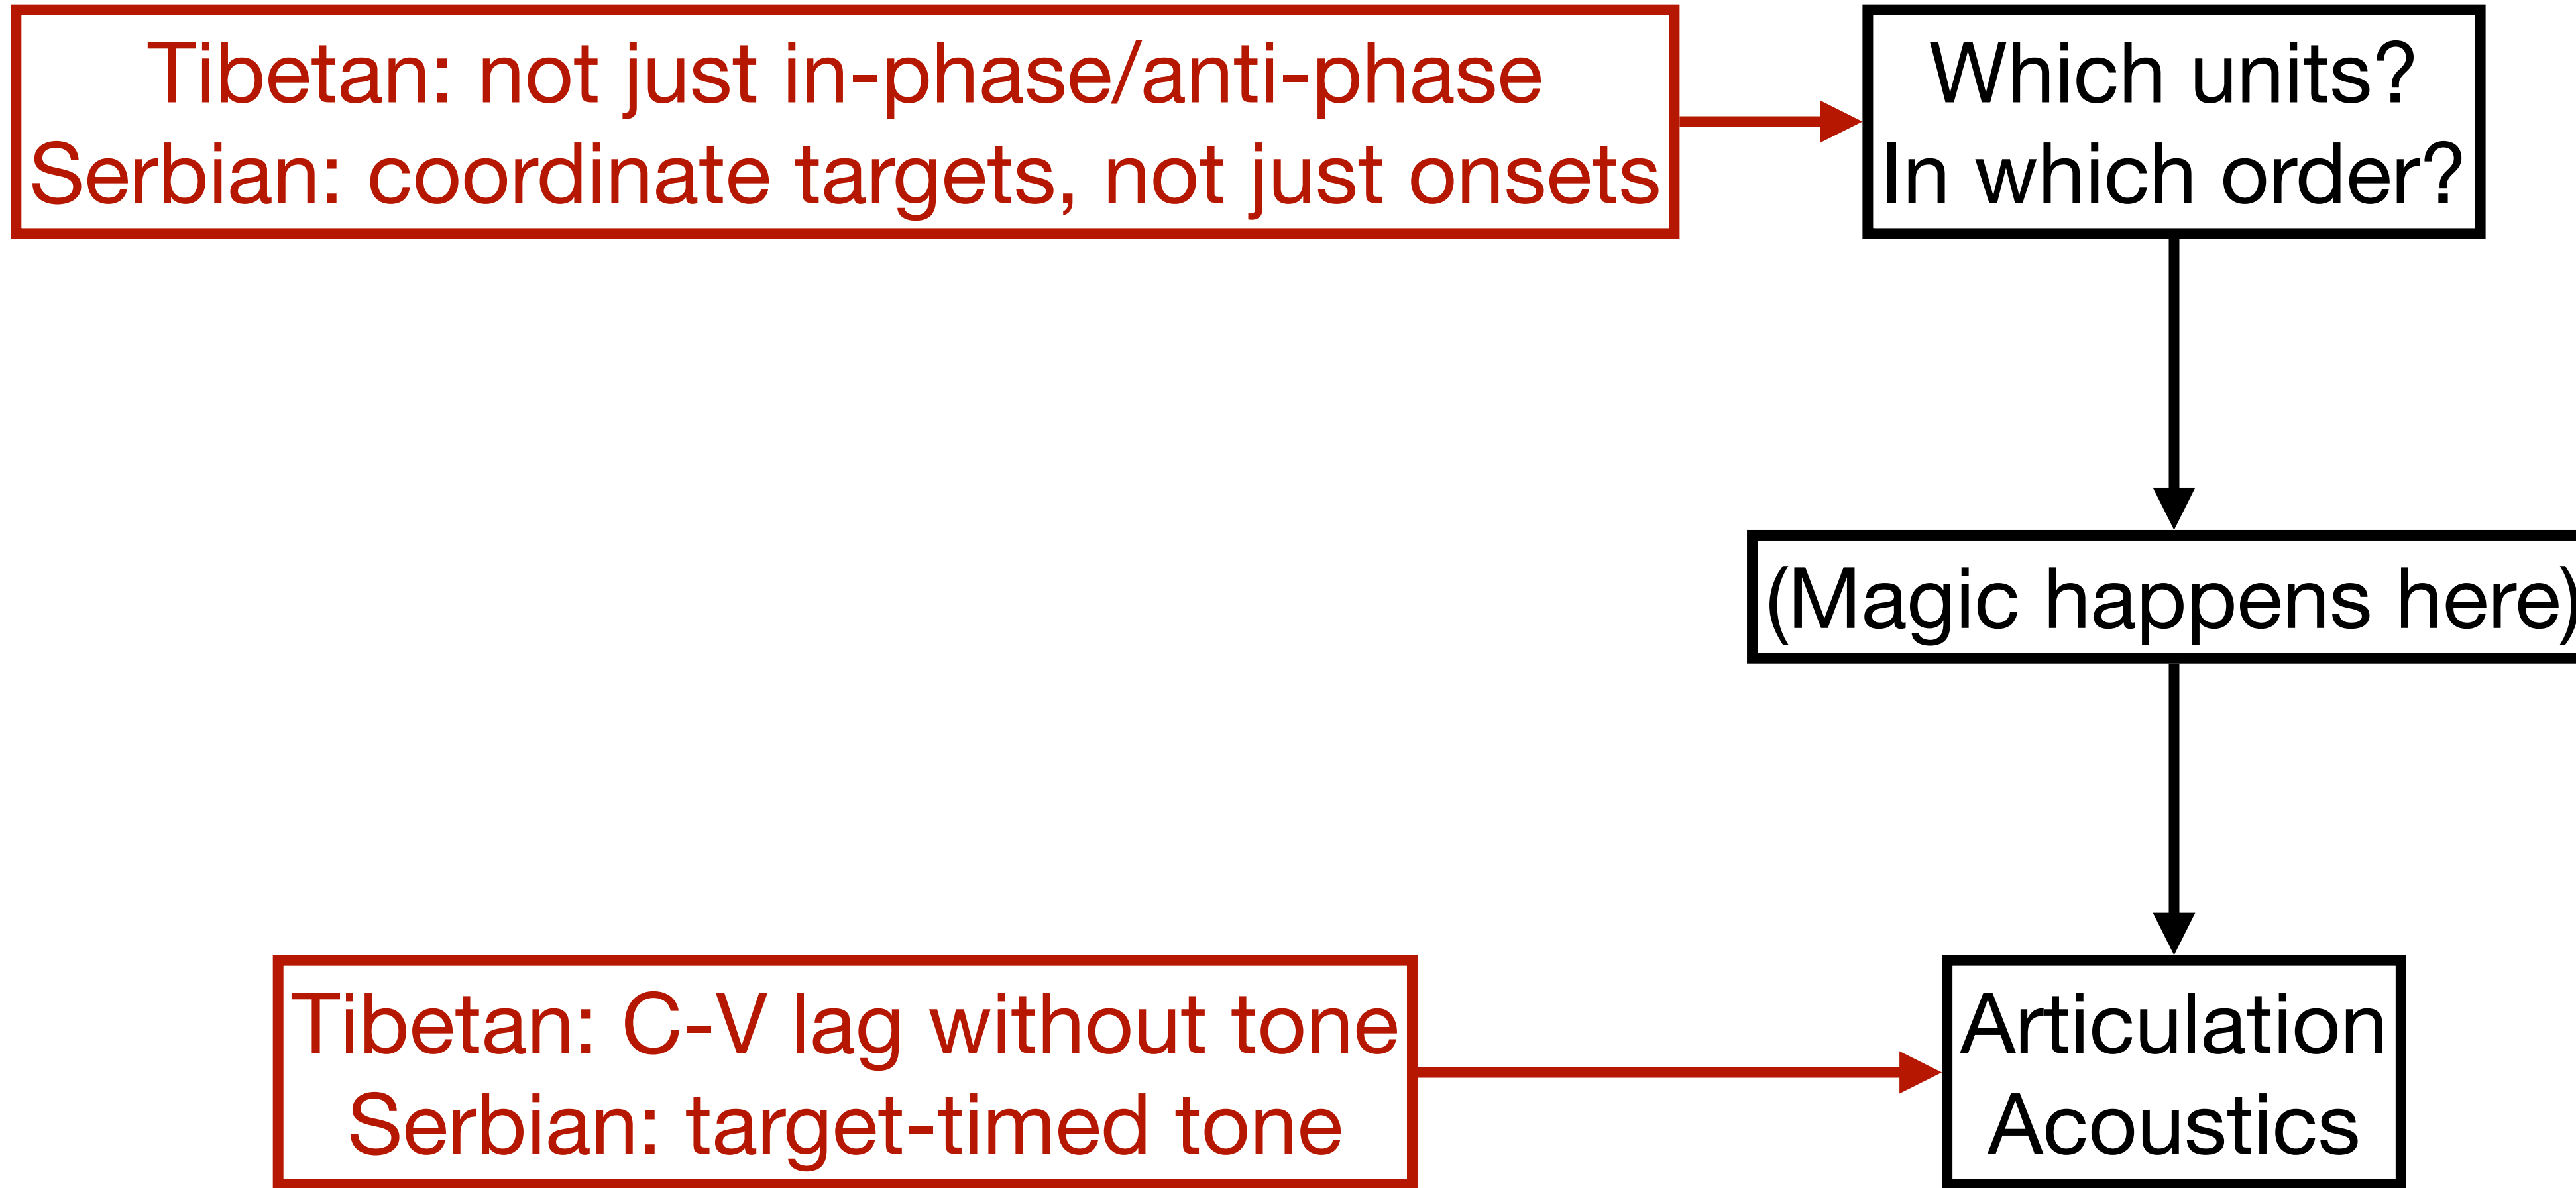 Tibetan: not just in-phase/anti-phase
Serbian: coordinate targets, not just onsets
Which units?
In which order?
(Magic happens here)
Tibetan: C-V lag without tone
Serbian: target-timed tone
Articulation
Acoustics